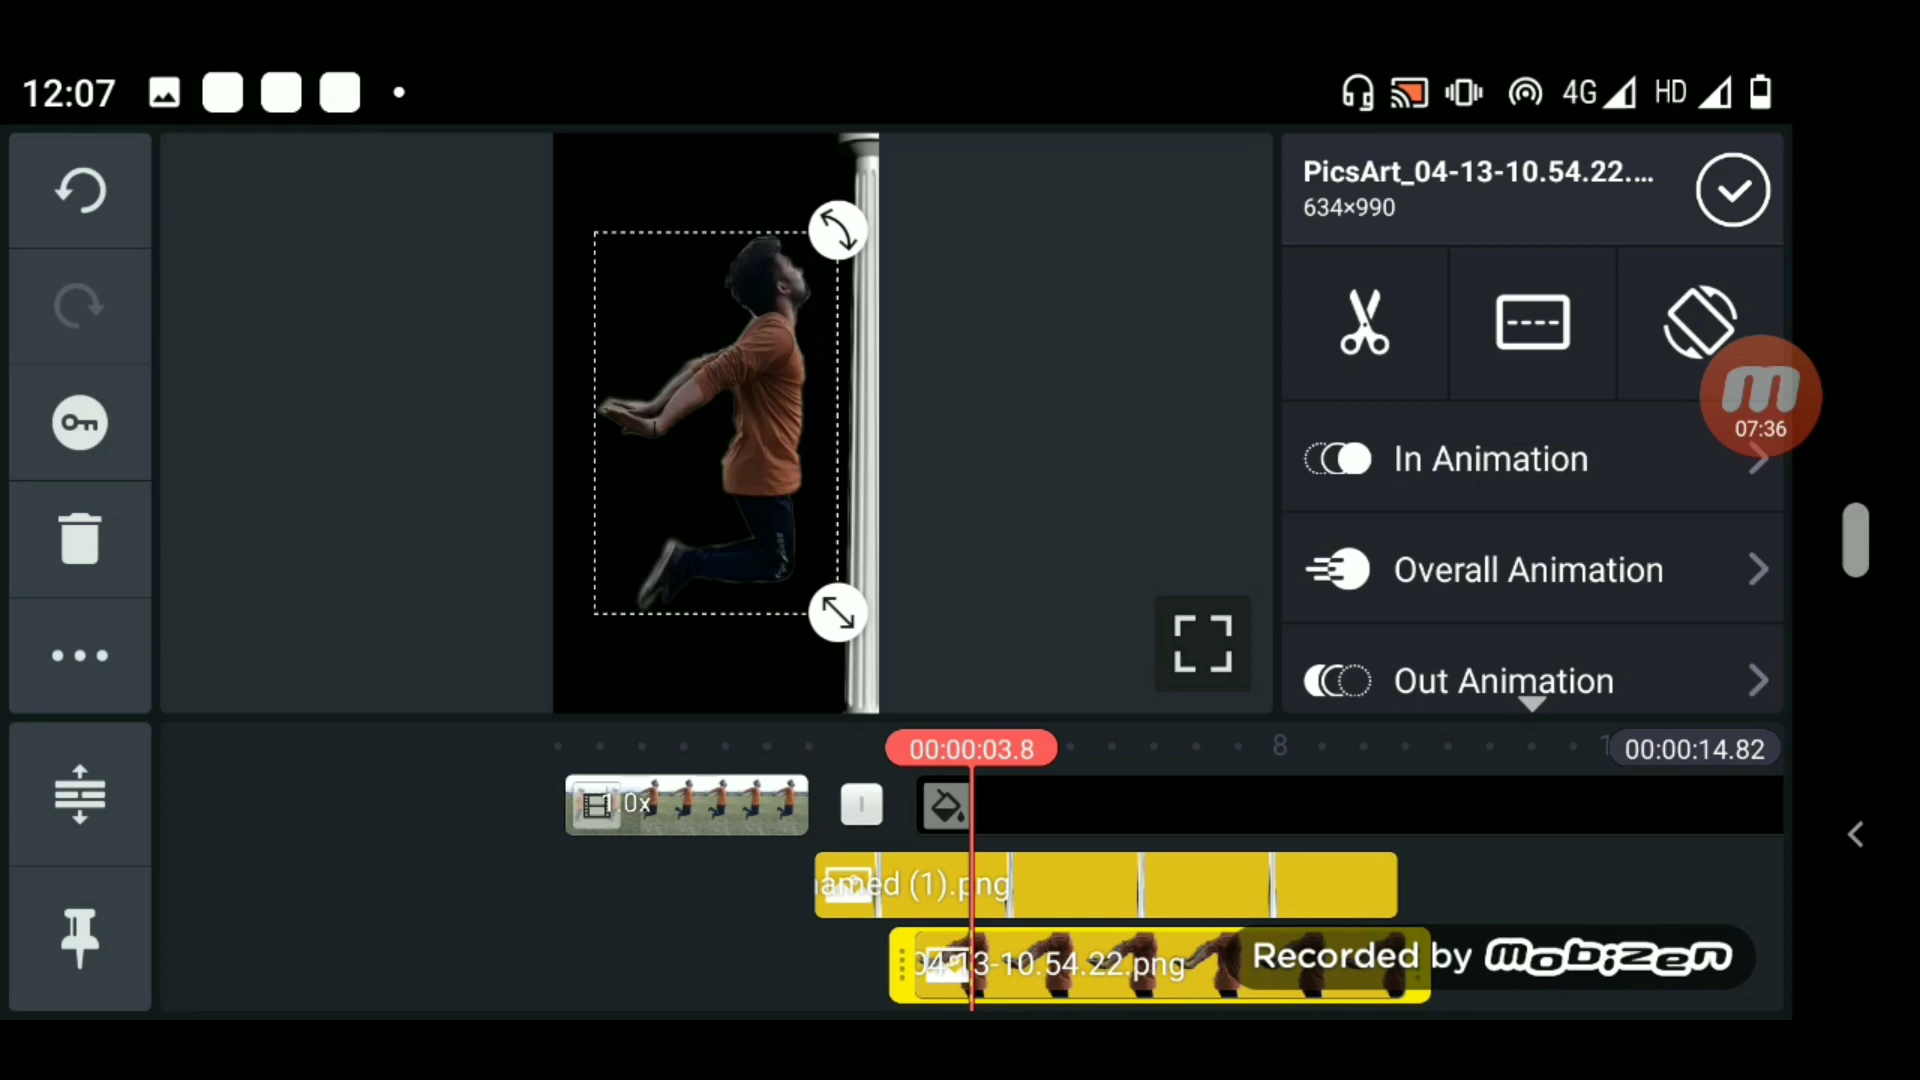 12:07
4G HD
PicsArt_04-13-10.54.22....
634×990
07:36
In Animation
Overall Animation
Out Animation
00:00:03.8
8
00:00:14.82
1.0x
named (1).png
04-13-10.54.22.png
Recorded by mobizen